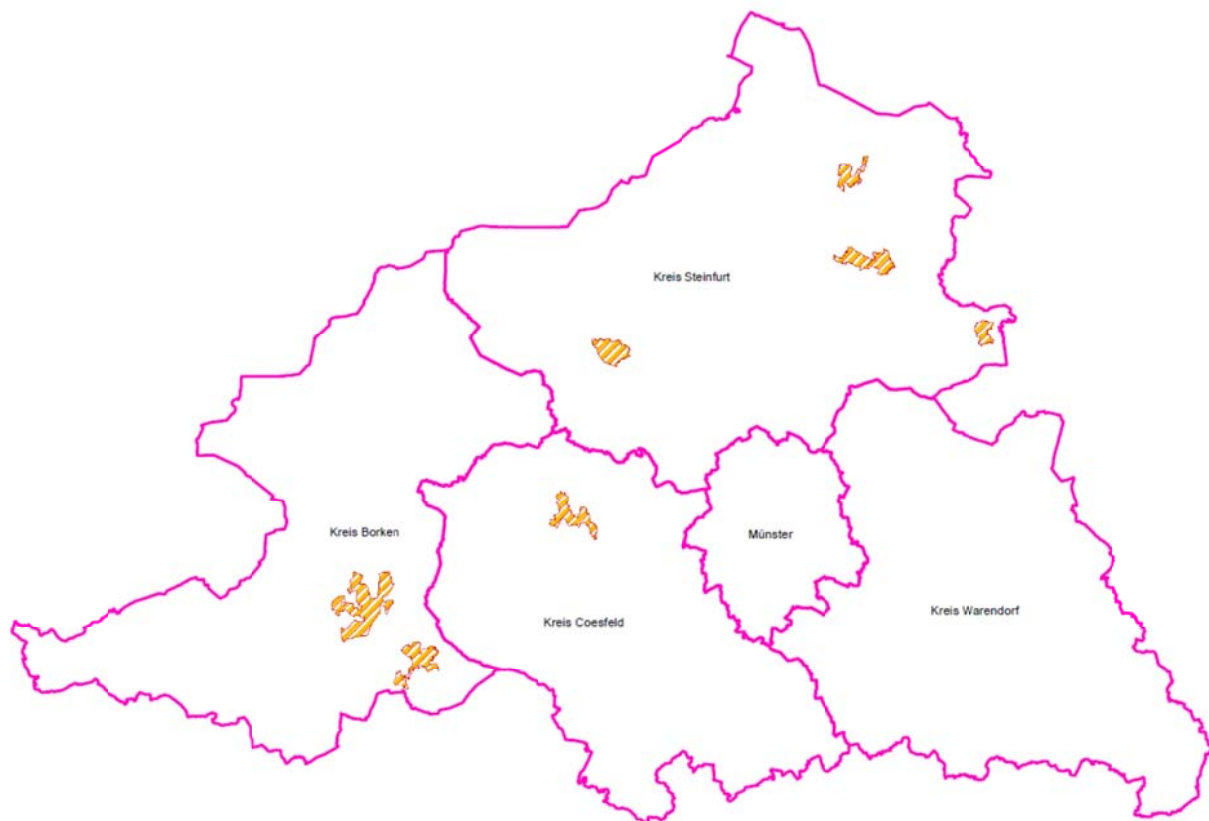 Kreis Steinfurt
Kreis Borken
Münster
Kreis Coesfeld
Kreis Warendorf